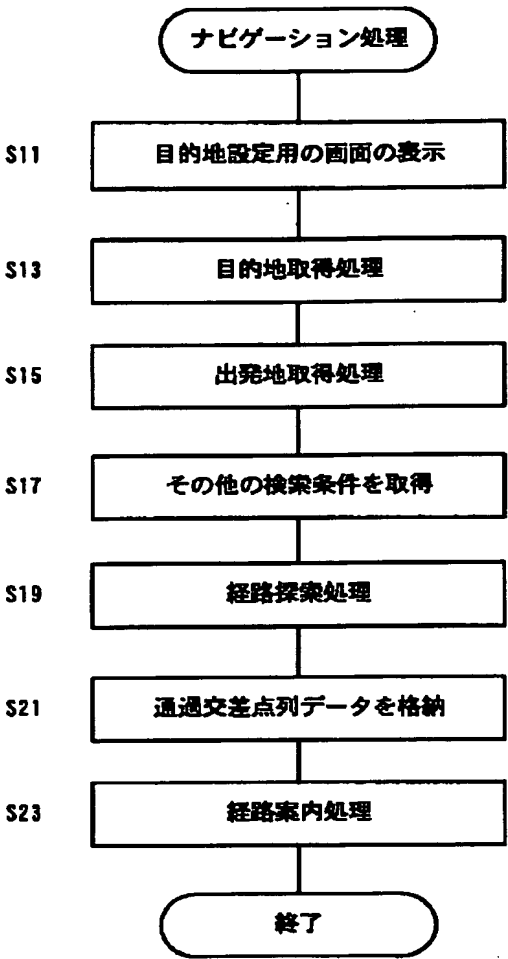 ナビゲーション処理
S11 目的地設定用の画面の表示
S13 目的地取得処理
S15 出発地取得処理
S17 その他の検索条件を取得
S19 経路探索処理
S21 通過交差点列データを格納
S23 経路案内処理
終了